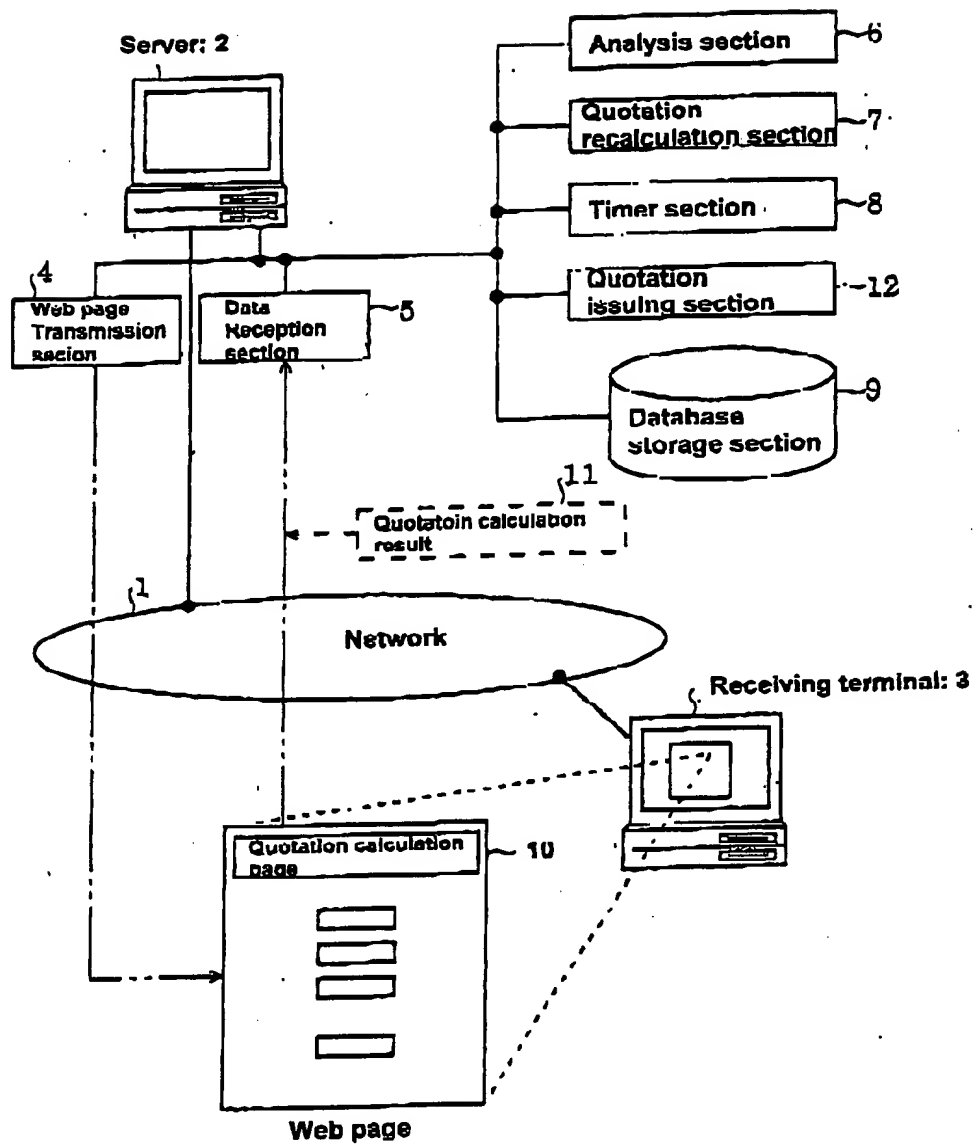 Server: 2
Analysis section
6
Quotation
recalculation section
7
Timer section
8
Quotation
issuing section
12
4
Web page
Transmission
secion
Data
Reception
section
5
Database
storage section
9
11
Quotatoin calculation
result
1
Network
Receiving terminal: 3
Quotation calculation
page
10
Web page